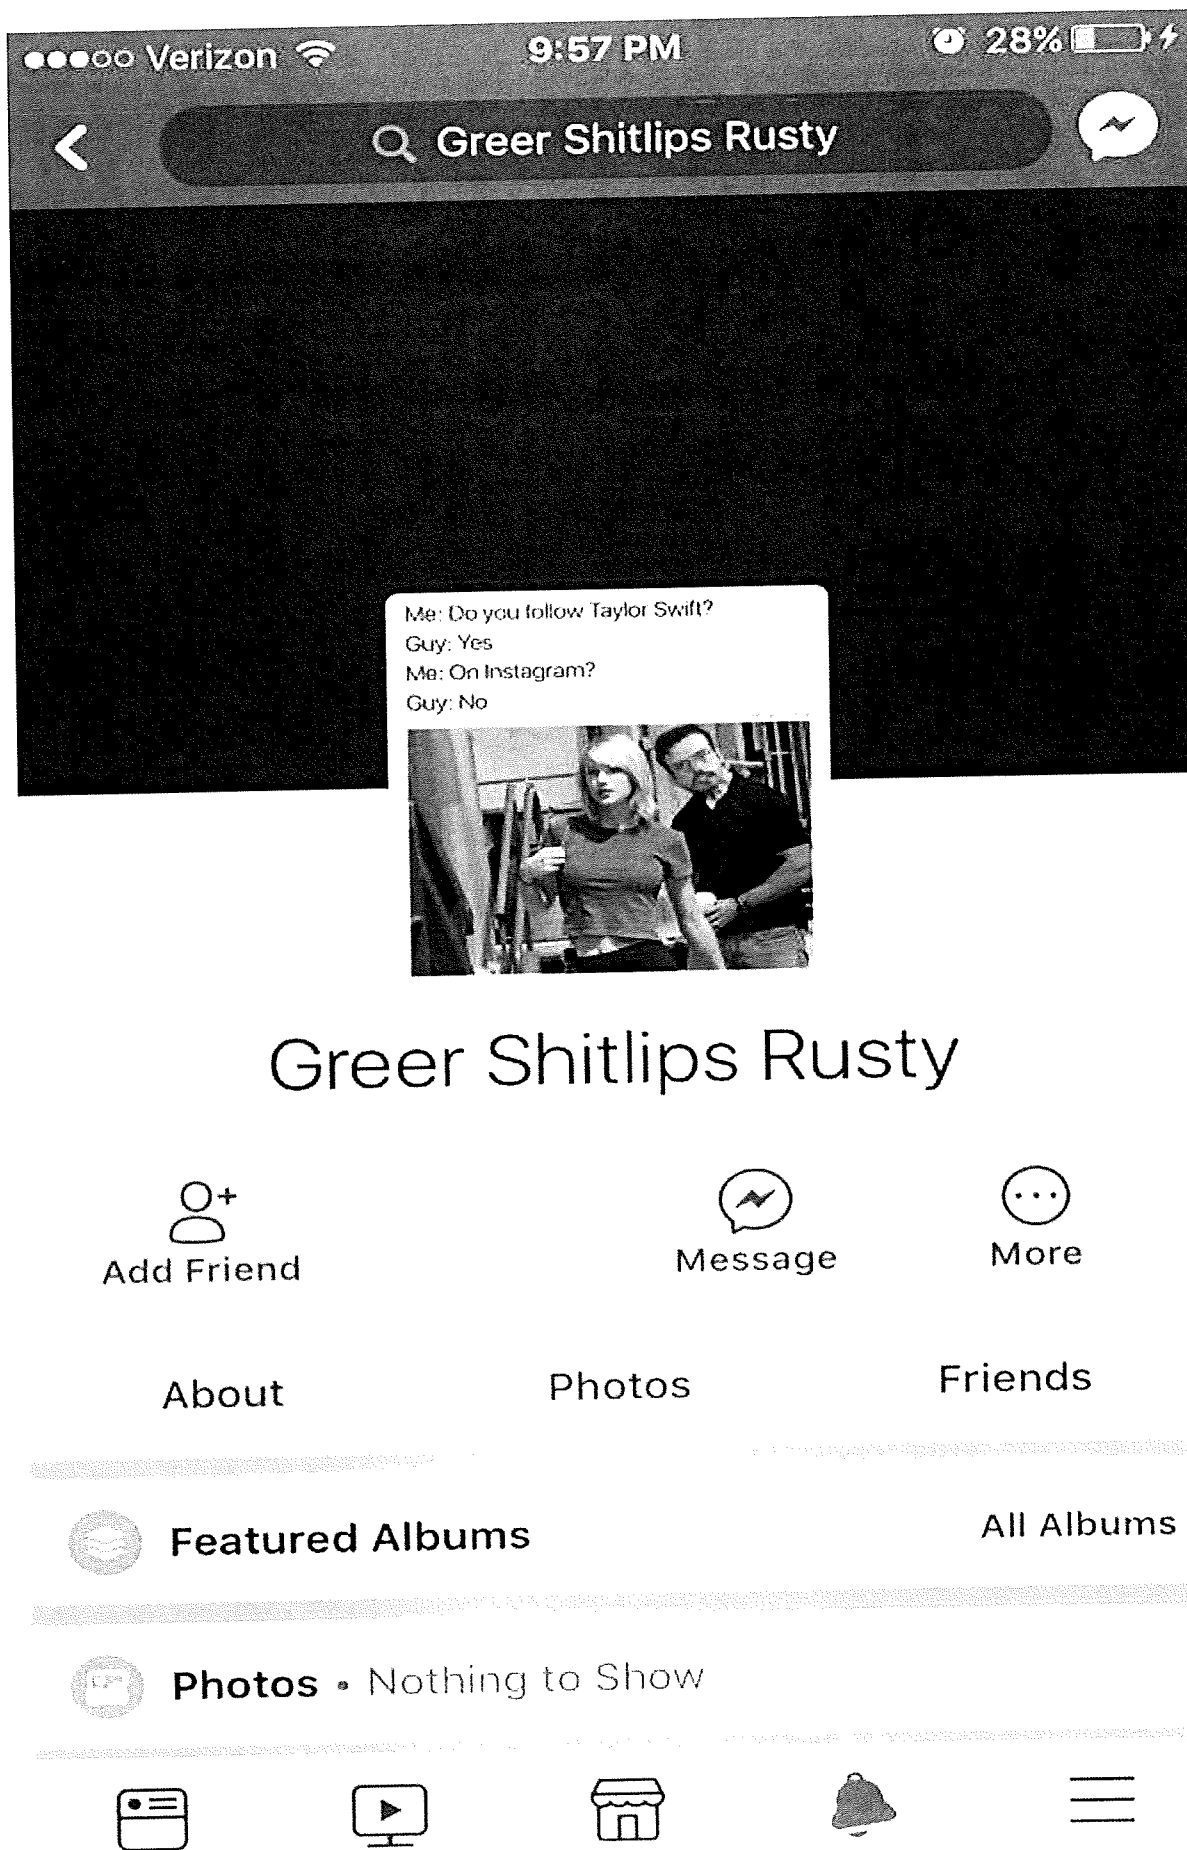 Verizon 9:57 PM 28%
Greer Shitlips Rusty
Me: Do you follow Taylor Swift?
Guy: Yes
Me: On Instagram?
Guy: No
Greer Shitlips Rusty
Add Friend Message More
About Photos Friends
Featured Albums All Albums
Photos • Nothing to Show